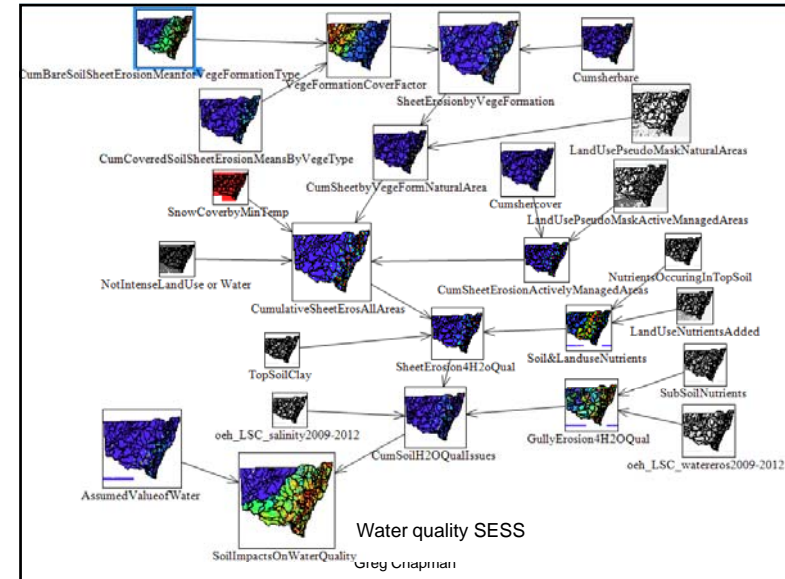 CumBareSoilSheetErosionMeanforVegeFormationType
VegeFormationCoverFactor
SheetErosionbyVegeFormation
Cumsherbare
CumCoveredSoilSheetErosionMeansByVegeType
LandUsePseudoMaskNaturalAreas
CumSheetbyVegeFormNaturalArea
SnowCoverbyMinTemp
Cumshercover
LandUsePseudoMaskActiveManagedAreas
NotIntenseLandUse or Water
CumulativeSheetErosAllAreas
CumSheetErosionActivelyManagedAreas
NutrientsOccuringInTopSoil
LandUseNutrientsAdded
TopSoilClay
SheetErosion4H2oQual
Soil&LanduseNutrients
SubSoilNutrients
oeh_LSC_salinity2009-2012
CumSoilH2OQualIssues
GullyErosion4H2OQual
oeh_LSC_watereros2009-2012
AssumedValueofWater
SoilImpactsOnWaterQuality
Water quality SESS
Greg Chapman